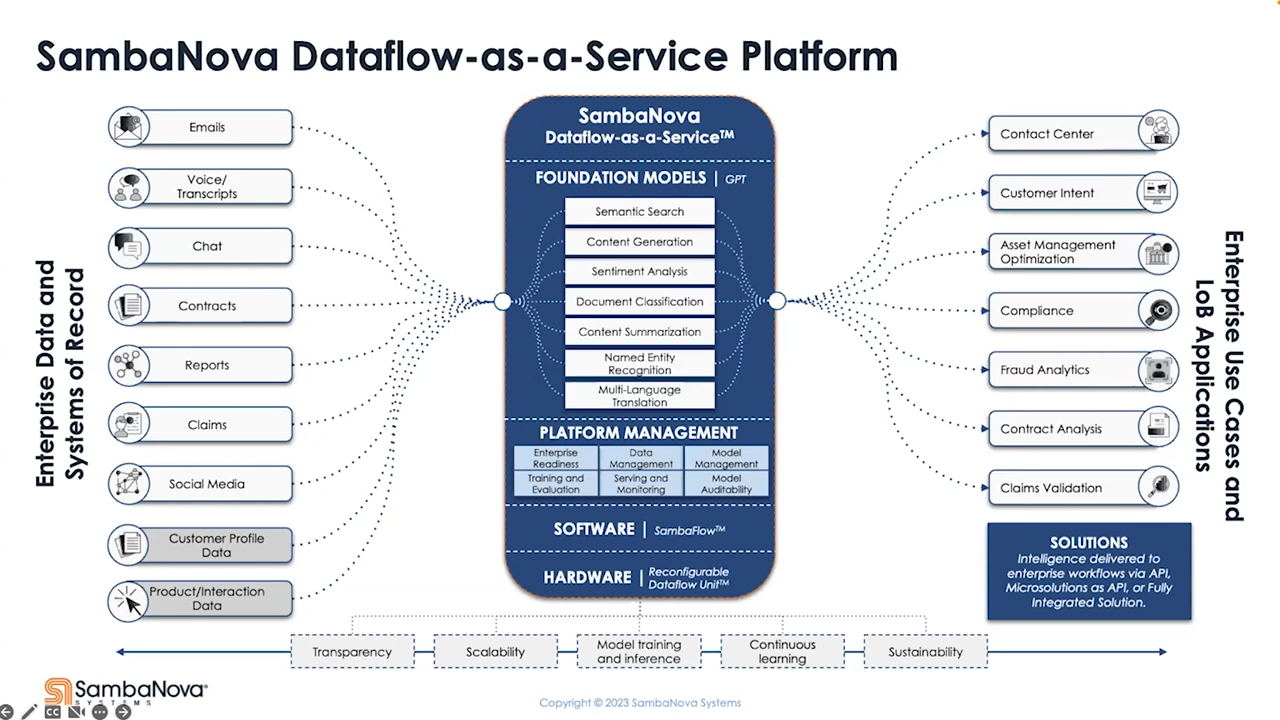 SambaNova Dataflow-as-a-Service Platform
Enterprise Data and
Systems of Record
Emails
Voice/
Transcripts
Chat
Contracts
Reports
Claims
Social Media
Customer Profile
Data
Product/Interaction
Data
SambaNova
Dataflow-as-a-Service™
FOUNDATION MODELS | GPT
Semantic Search
Content Generation
Sentiment Analysis
Document Classification
Content Summarization
Named Entity
Recognition
Multi-Language
Translation
PLATFORM MANAGEMENT
Enterprise
Readiness
Data
Management
Model
Management
Training and
Evaluation
Serving and
Monitoring
Model
Auditability
SOFTWARE | SambaFlow™
HARDWARE | Reconfigurable
Dataflow Unit™
Contact Center
Customer Intent
Asset Management
Optimization
Compliance
Fraud Analytics
Contract Analysis
Claims Validation
Enterprise Use Cases and
LoB Applications
SOLUTIONS
Intelligence delivered to
enterprise workflows via API,
Microsolutions as API, or Fully
Integrated Solution.
Transparency
Scalability
Model training
and inference
Continuous
learning
Sustainability
SambaNova®
SYSTEMS
CC
Copyright © 2023 SambaNova Systems